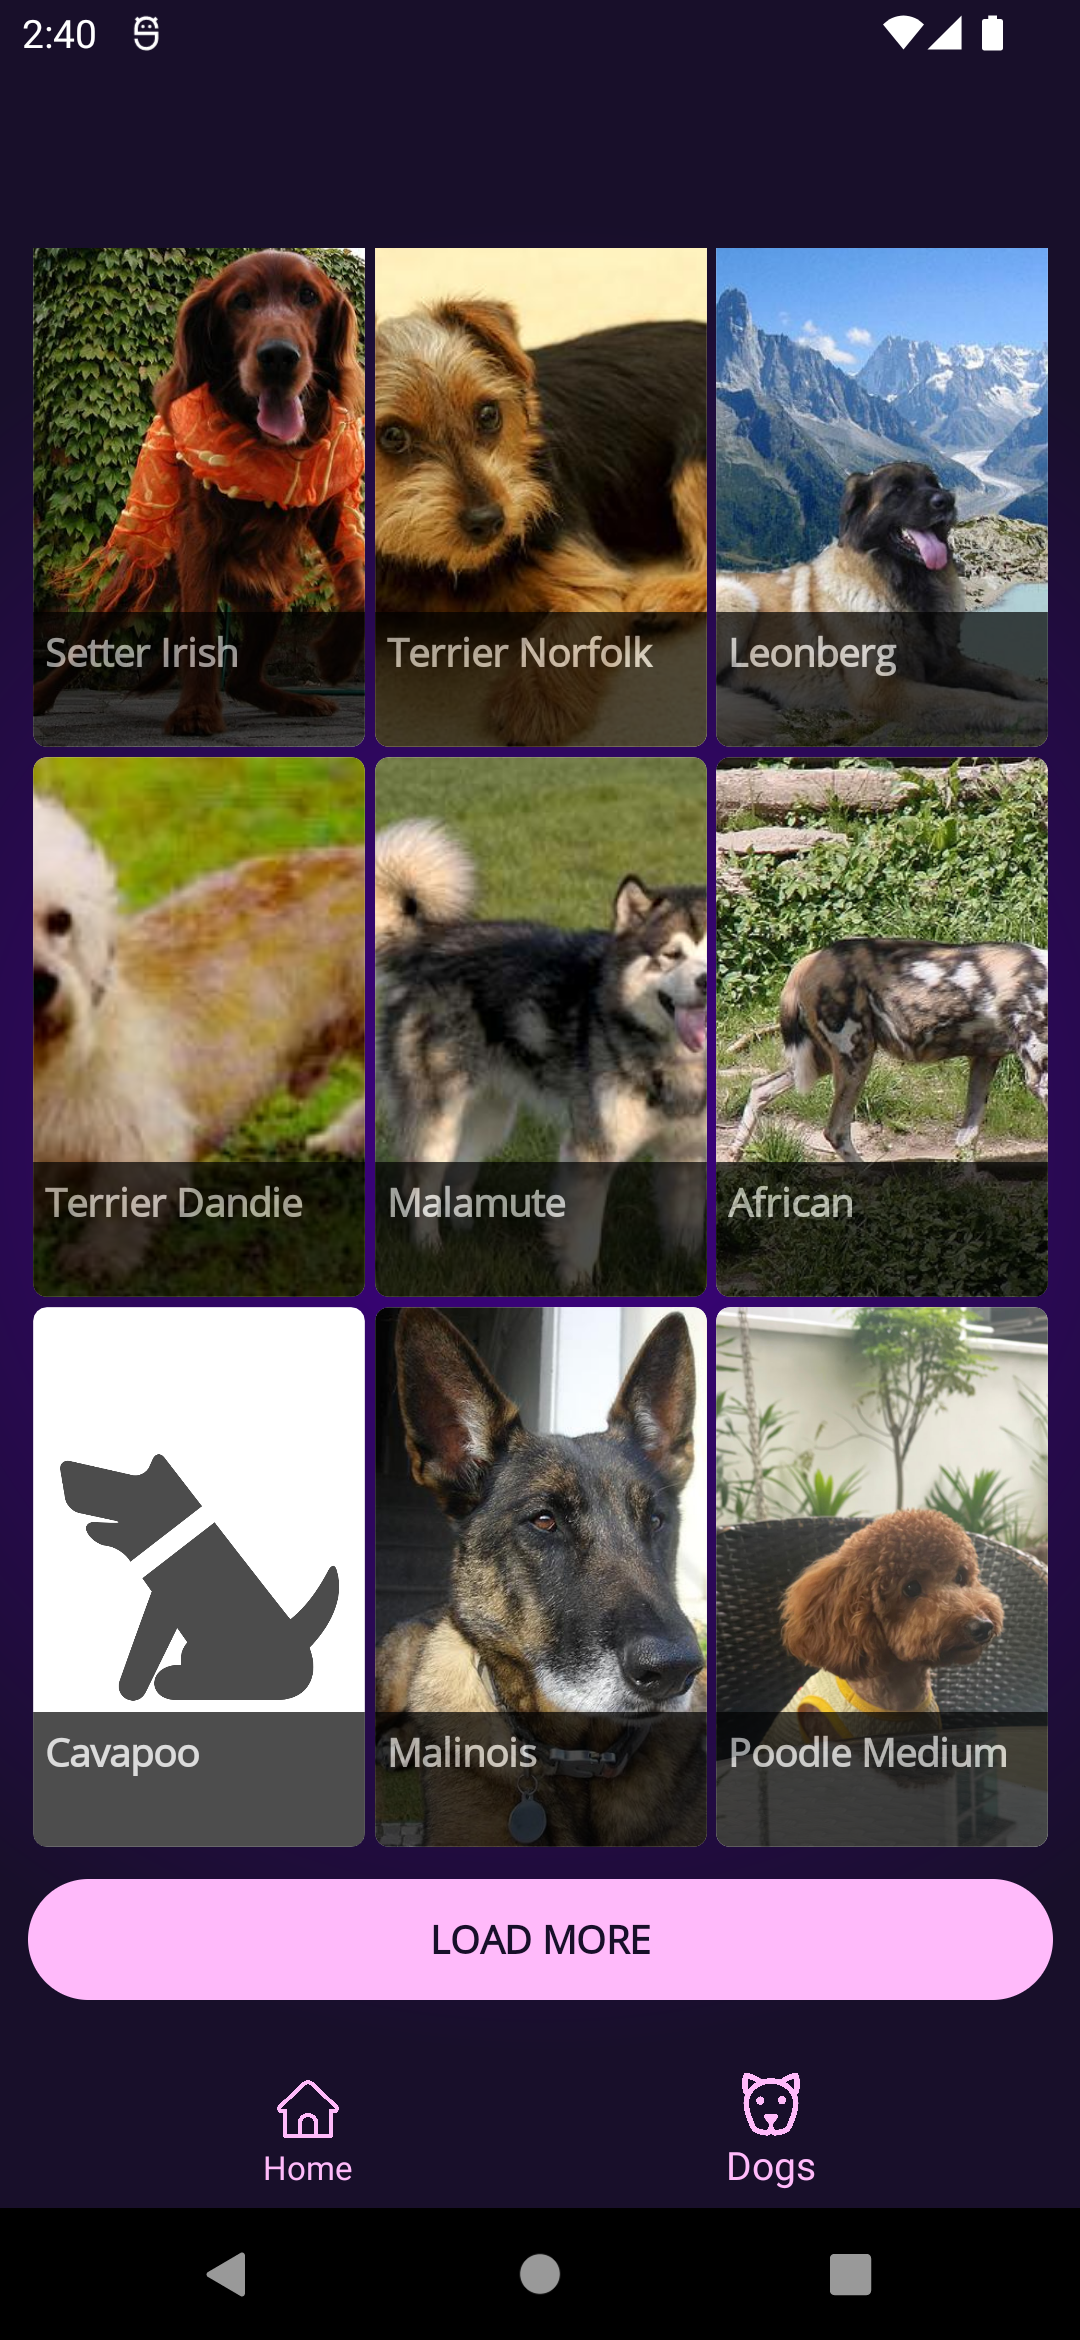 2:40
Setter Irish
Terrier Norfolk
Leonberg
Terrier Dandie
Malamute
African
Cavapoo
Malinois
Poodle Medium
LOAD MORE
Home
Dogs